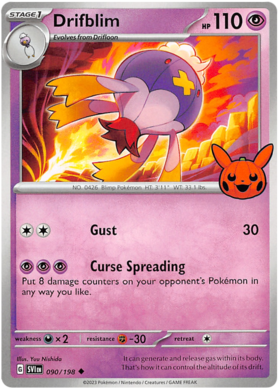 STAGE 1
Drifblim
HP 110
Evolves from Drifloon
NO. 0426 Blimp Pokémon HT: 3'11" WT: 33.1 lbs.
Gust 30
Curse Spreading
Put 8 damage counters on your opponent's Pokémon in
any way you like.
weakness ×2 resistance -30 retreat
Illus. Yuo Nishida
It can generate and release gas within its body.
That's how it can control the altitude of its drift.
G SVI EN 090/198
©2023 Pokémon / Nintendo / Creatures / GAME FREAK